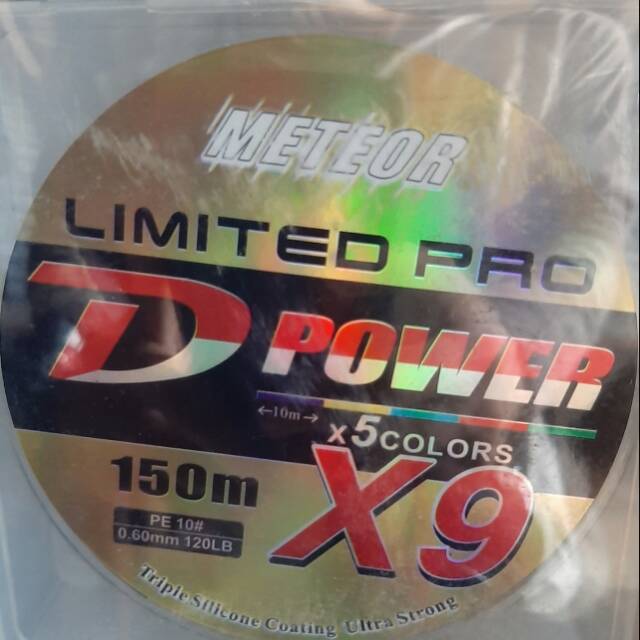 METEOR
LIMITED PRO
D POWER
←10m→
x5COLORS
150m
X9
PE 10#
0.60mm 120LB
Triple Silicone Coating Ultra Strong